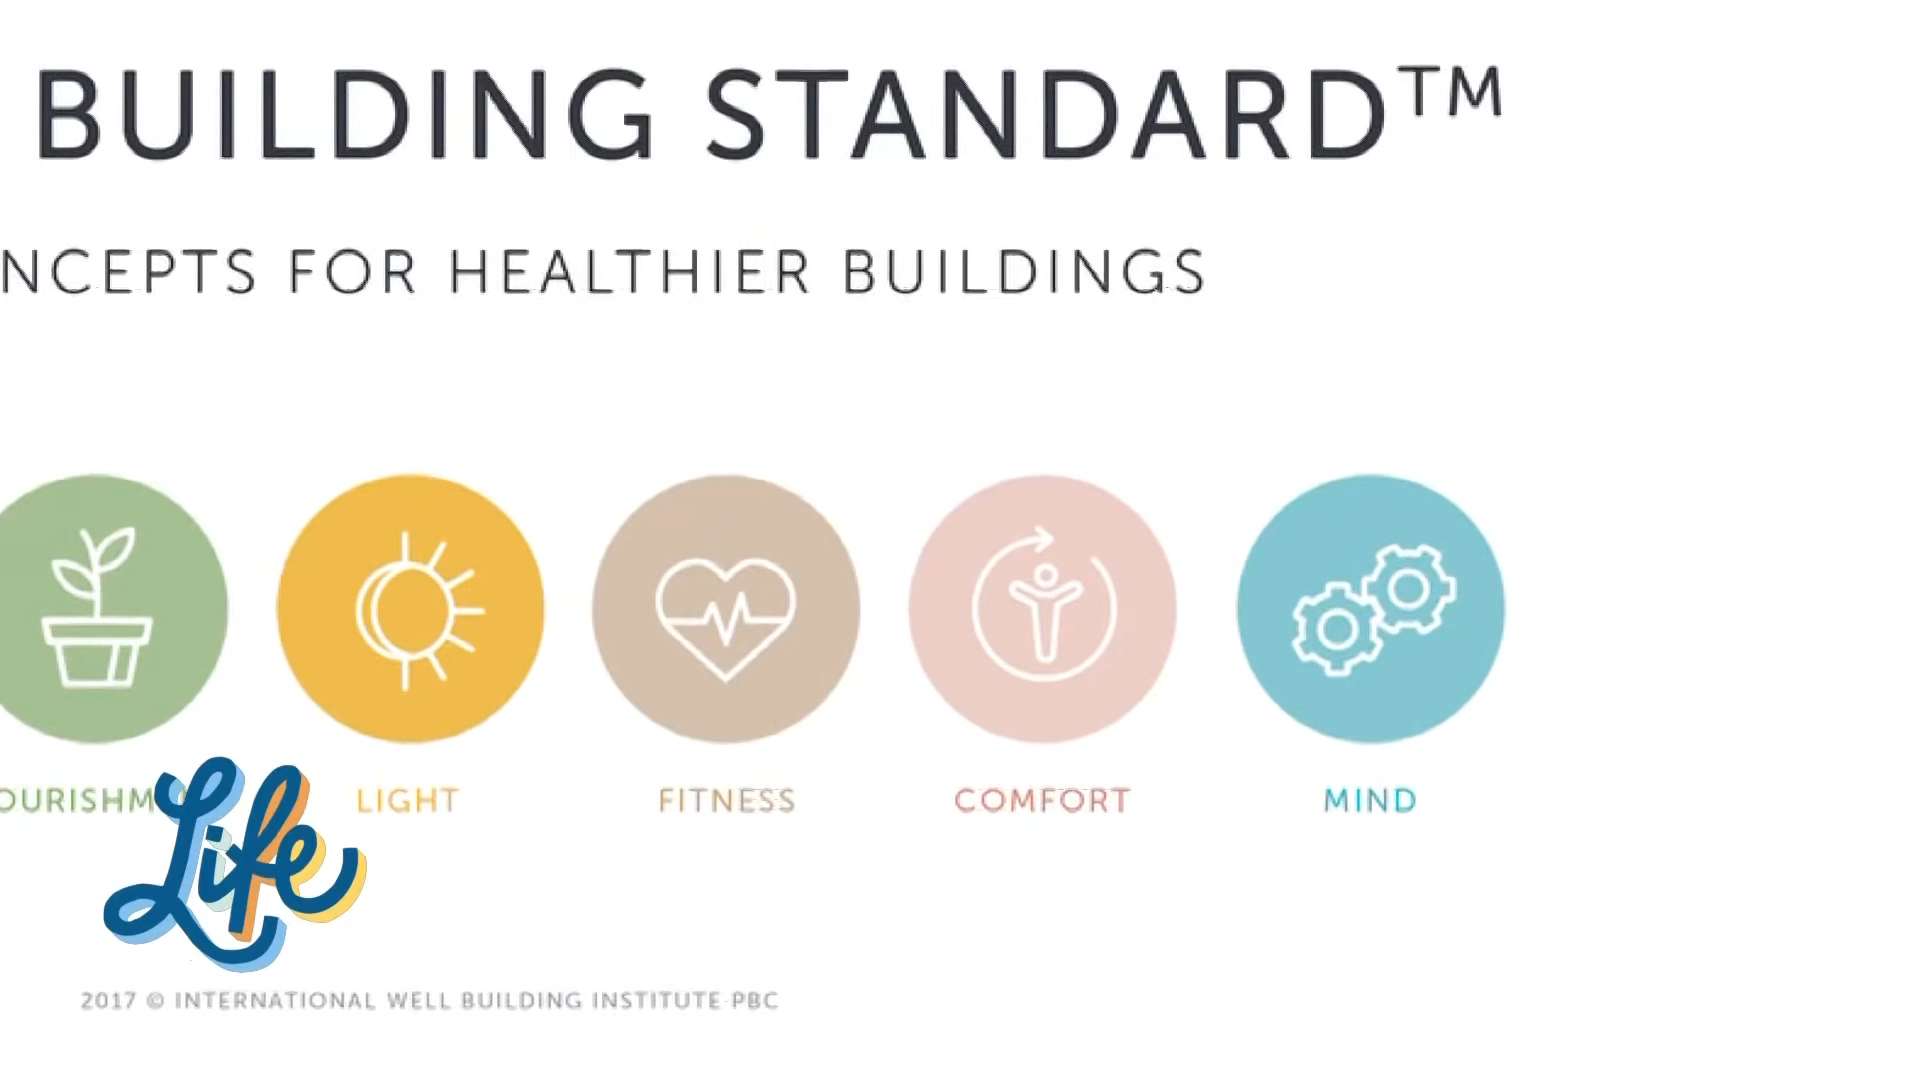 BUILDING STANDARD™
NCEPTS FOR HEALTHIER BUILDINGS
OURISHM LIGHT FITNESS COMFORT MIND
Life
2017 © INTERNATIONAL WELL BUILDING INSTITUTE PBC